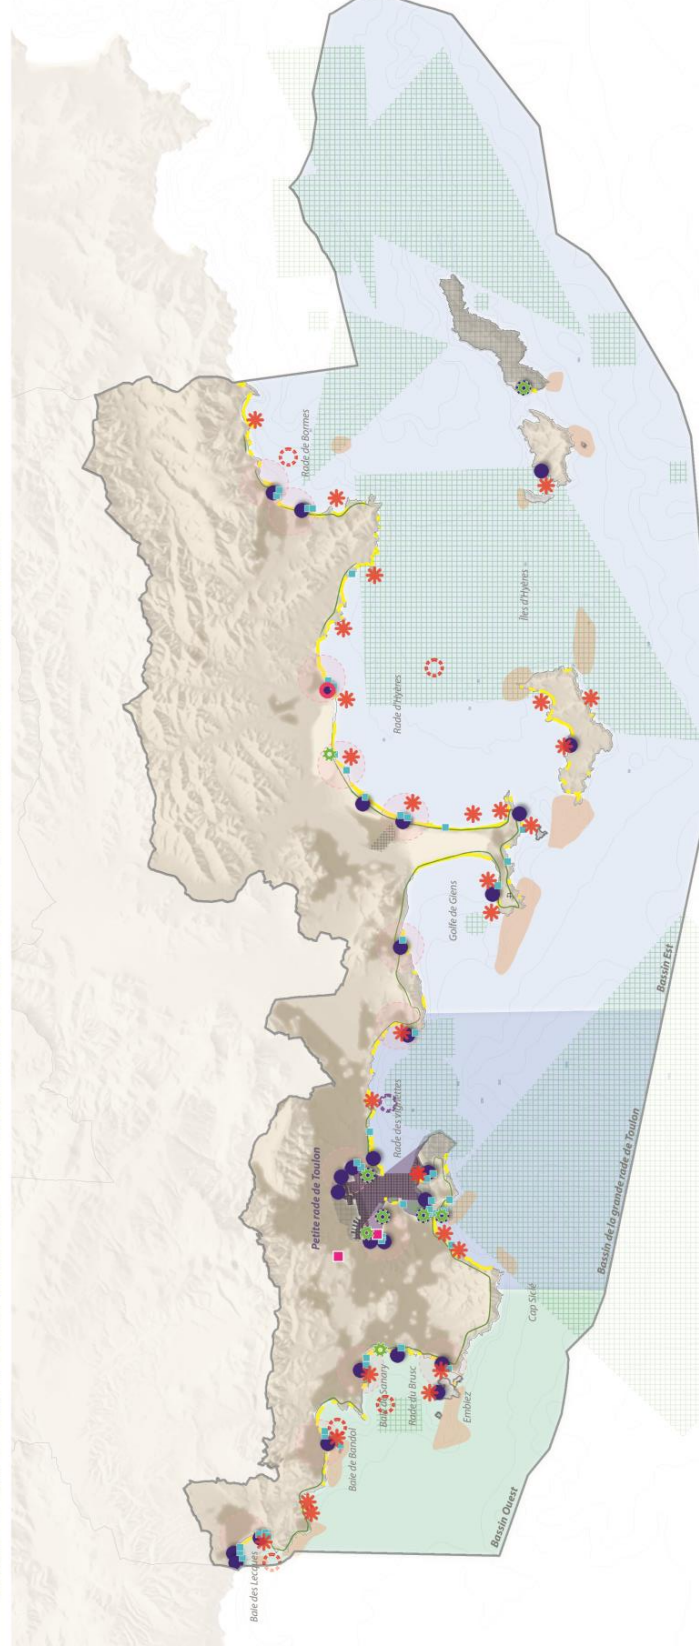 Rade de Bormes
Îles d'Hyères
Rade d'Hyères
Golfe de Giens
Bassin Est
Rade des vignettes
Petite rade de Toulon
Bassin de la grande rade de Toulon
Cap Sicié
Baie de Sanary
Rade du Brusc
Embiez
Baie de Bandol
Bassin Ouest
Baie des Lecques